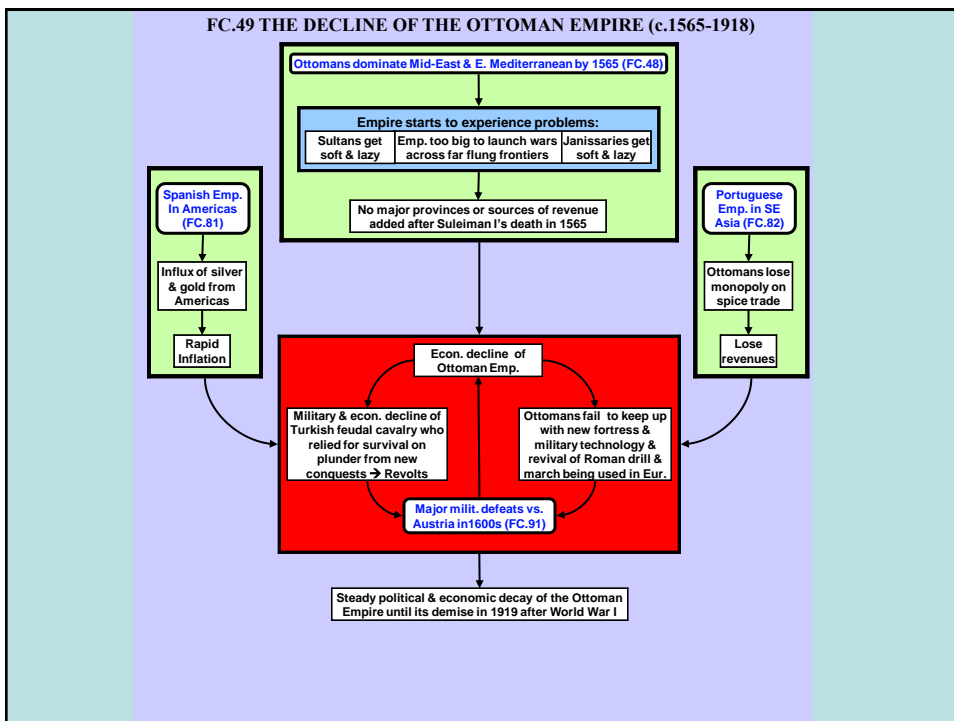 FC.49 THE DECLINE OF THE OTTOMAN EMPIRE (c.1565-1918)
Ottomans dominate Mid-East & E. Mediterranean by 1565 (FC.48)
Empire starts to experience problems:
Sultans get
soft & lazy
Emp. too big to launch wars
across far flung frontiers
Janissaries get
soft & lazy
No major provinces or sources of revenue
added after Suleiman I's death in 1565
Spanish Emp.
In Americas
(FC.81)
Influx of silver
& gold from
Americas
Rapid
Inflation
Portuguese
Emp. in SE
Asia (FC.82)
Ottomans lose
monopoly on
spice trade
Lose
revenues
Econ. decline of
Ottoman Emp.
Military & econ. decline of
Turkish feudal cavalry who
relied for survival on
plunder from new
conquests → Revolts
Ottomans fail to keep up
with new fortress &
military technology &
revival of Roman drill &
march being used in Eur.
Major milit. defeats vs.
Austria in1600s (FC.91)
Steady political & economic decay of the Ottoman
Empire until its demise in 1919 after World War I